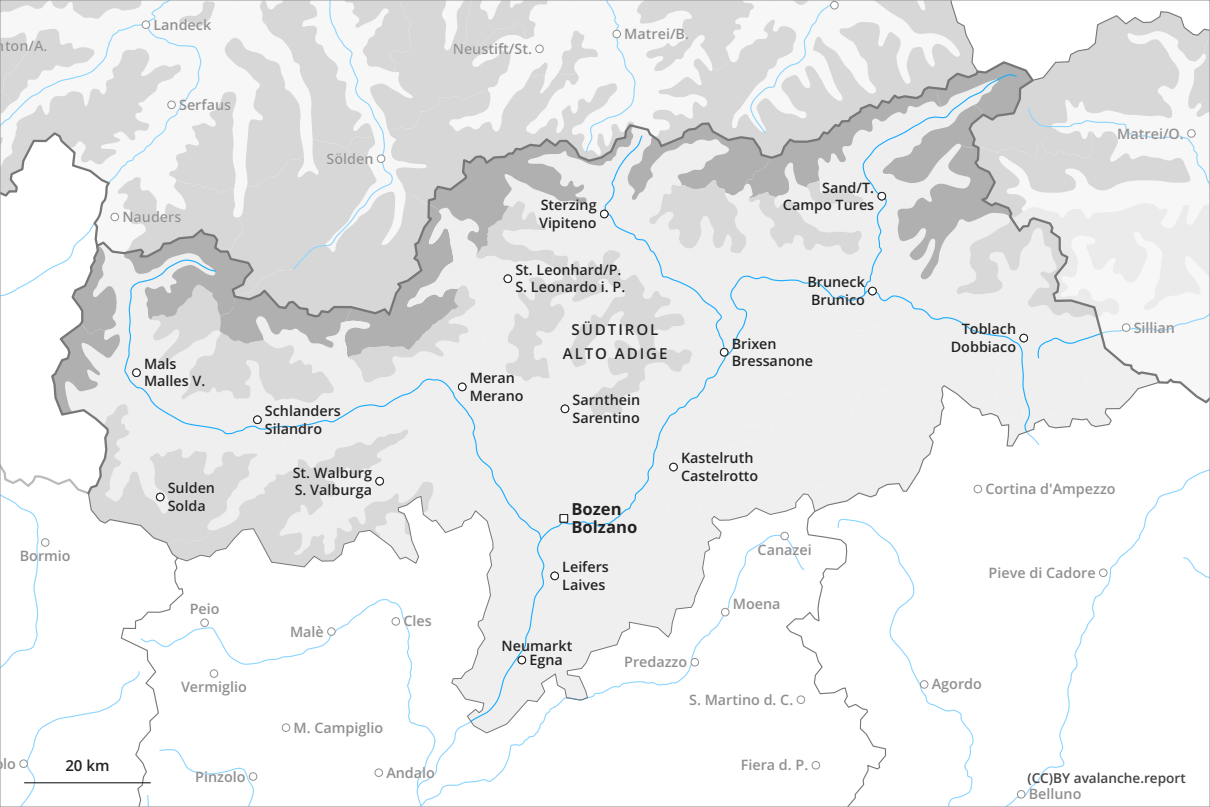 Landeck
nton/A.
Neustift/St.
Matrei/B.
Serfaus
Matrei/O.
Sölden
Nauders
Sand/T.
Campo Tures
Sterzing
Vipiteno
St. Leonhard/P.
S. Leonardo i. P.
Bruneck
Brunico
SÜDTIROL
ALTO ADIGE
Toblach
Dobbiaco
Sillian
Brixen
Bressanone
Mals
Malles V.
Meran
Merano
Sarnthein
Sarentino
Schlanders
Silandro
Kastelruth
Castelrotto
St. Walburg
S. Valburga
Sulden
Solda
Cortina d'Ampezzo
Bozen
Bolzano
Bormio
Canazei
Leifers
Laives
Pieve di Cadore
Peio
Moena
Malè
Cles
Neumarkt
Egna
Predazzo
Vermiglio
Agordo
S. Martino d. C.
M. Campiglio
olo
20 km
Pinzolo
Andalo
Fiera d. P.
(CC)BY avalanche.report
Belluno